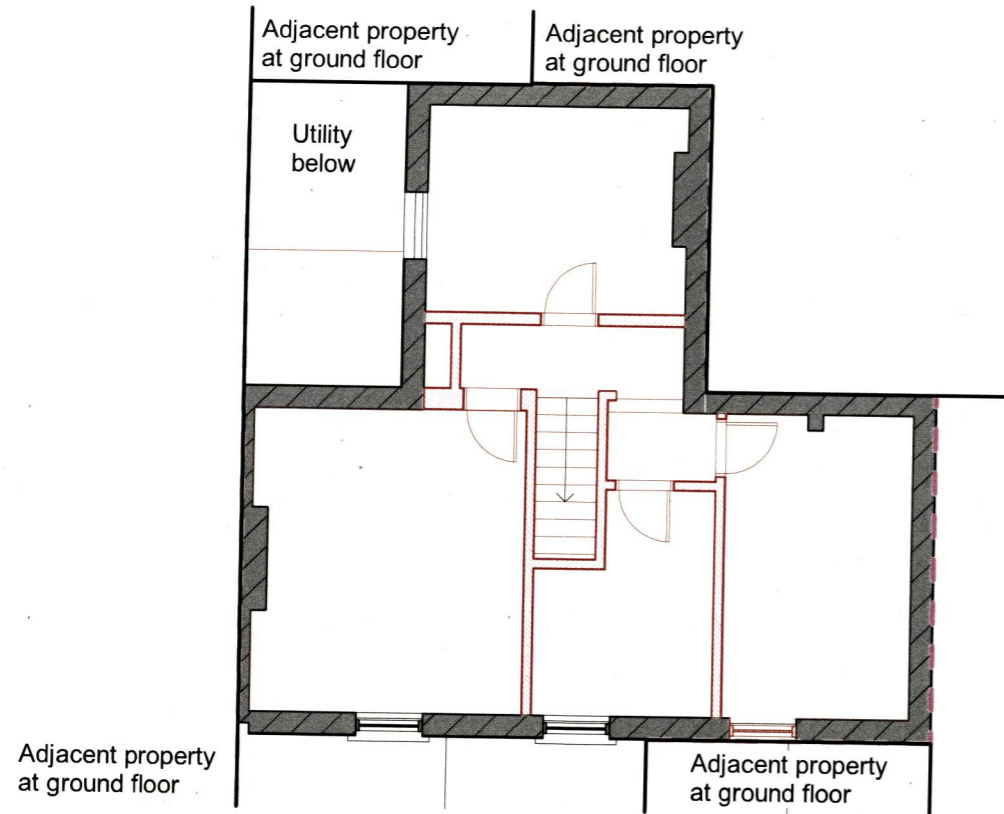 Adjacent property
at ground floor
Adjacent property
at ground floor
Utility
below
Adjacent property
at ground floor
Adjacent property
at ground floor